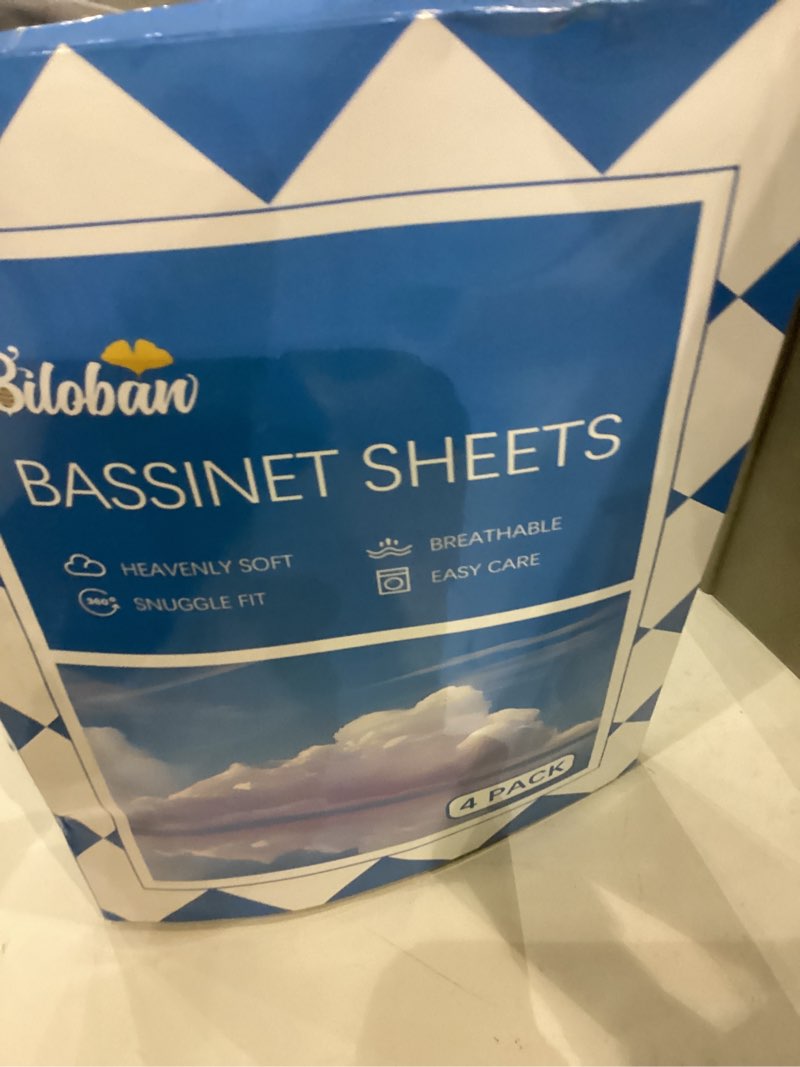 Biloban
BASSINET SHEETS
HEAVENLY SOFT
BREATHABLE
360° SNUGGLE FIT
EASY CARE
4 PACK